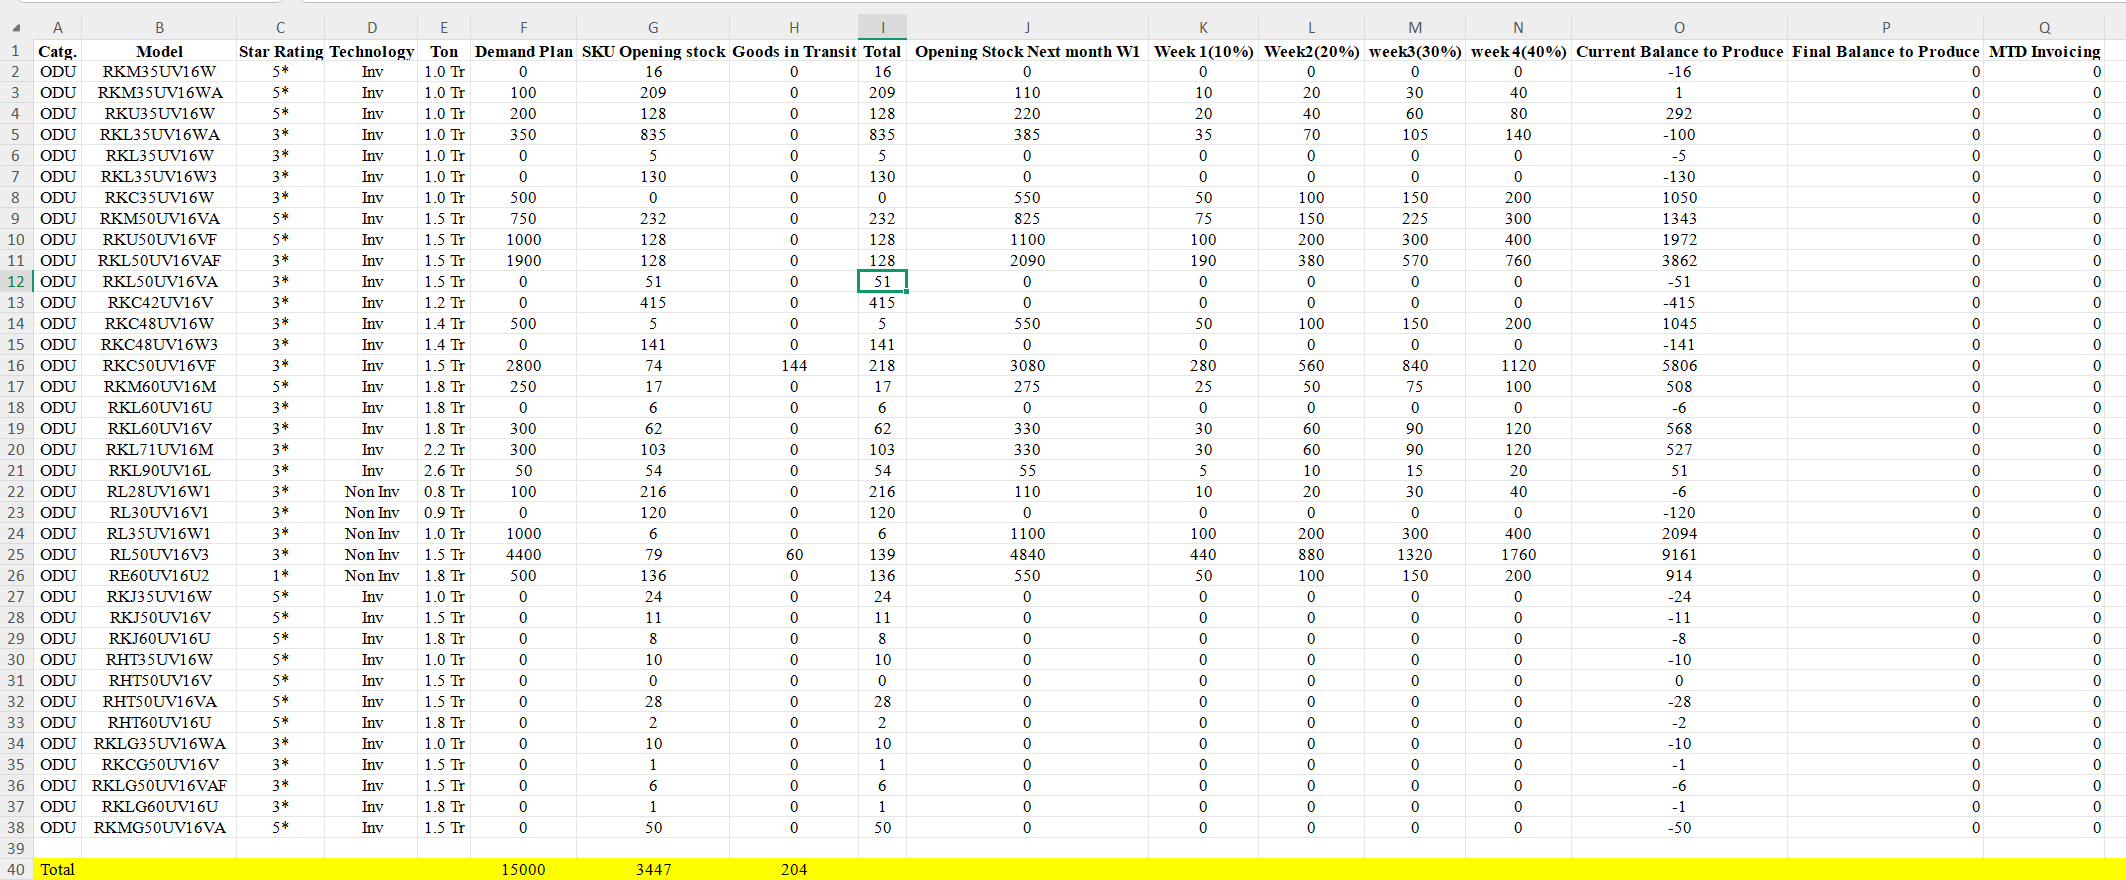 A B C D E F G H I J K L M N O P Q
1 Catg. Model Star Rating Technology Ton Demand Plan SKU Opening stock Goods in Transit Total Opening Stock Next month W1 Week 1(10%) Week2(20%) week3(30%) week4(40%) Current Balance to Produce Final Balance to Produce MTD Invoicing
2 ODU RKM35UV16W 5* Inv 1.0 Tr 0 16 0 16 0 0 0 0 0 -16 0 0
3 ODU RKM35UV16WA 5* Inv 1.0 Tr 100 209 0 209 110 10 20 30 40 1 0 0
4 ODU RKU35UV16W 5* Inv 1.0 Tr 200 128 0 128 220 20 40 60 80 292 0 0
5 ODU RKL35UV16WA 3* Inv 1.0 Tr 350 835 0 835 385 35 70 105 140 -100 0 0
6 ODU RKL35UV16W 3* Inv 1.0 Tr 0 5 0 5 0 0 0 0 0 -5 0 0
7 ODU RKL35UV16W3 3* Inv 1.0 Tr 0 130 0 130 0 0 0 0 0 -130 0 0
8 ODU RKC35UV16W 3* Inv 1.0 Tr 500 0 0 0 550 50 100 150 200 1050 0 0
9 ODU RKM50UV16VA 5* Inv 1.5 Tr 750 232 0 232 825 75 150 225 300 1343 0 0
10 ODU RKU50UV16VF 5* Inv 1.5 Tr 1000 128 0 128 1100 100 200 300 400 1972 0 0
11 ODU RKL50UV16VAF 3* Inv 1.5 Tr 1900 128 0 128 2090 190 380 570 760 3862 0 0
12 ODU RKL50UV16VA 3* Inv 1.5 Tr 0 51 0 51 0 0 0 0 0 -51 0 0
13 ODU RKC42UV16V 3* Inv 1.2 Tr 0 415 0 415 0 0 0 0 0 -415 0 0
14 ODU RKC48UV16W 3* Inv 1.4 Tr 500 5 0 5 550 50 100 150 200 1045 0 0
15 ODU RKC48UV16W3 3* Inv 1.4 Tr 0 141 0 141 0 0 0 0 0 -141 0 0
16 ODU RKC50UV16VF 3* Inv 1.5 Tr 2800 74 144 218 3080 280 560 840 1120 5806 0 0
17 ODU RKM60UV16M 5* Inv 1.8 Tr 250 17 0 17 275 25 50 75 100 508 0 0
18 ODU RKL60UV16U 3* Inv 1.8 Tr 0 6 0 6 0 0 0 0 0 -6 0 0
19 ODU RKL60UV16V 3* Inv 1.8 Tr 300 62 0 62 330 30 60 90 120 568 0 0
20 ODU RKL71UV16M 3* Inv 2.2 Tr 300 103 0 103 330 30 60 90 120 527 0 0
21 ODU RKL90UV16L 3* Inv 2.6 Tr 50 54 0 54 55 5 10 15 20 51 0 0
22 ODU RL28UV16W1 3* Non Inv 0.8 Tr 100 216 0 216 110 10 20 30 40 -6 0 0
23 ODU RL30UV16V1 3* Non Inv 0.9 Tr 0 120 0 120 0 0 0 0 0 -120 0 0
24 ODU RL35UV16W1 3* Non Inv 1.0 Tr 1000 6 0 6 1100 100 200 300 400 2094 0 0
25 ODU RL50UV16V3 3* Non Inv 1.5 Tr 4400 79 60 139 4840 440 880 1320 1760 9161 0 0
26 ODU RE60UV16U2 1* Non Inv 1.8 Tr 500 136 0 136 550 50 100 150 200 914 0 0
27 ODU RKJ35UV16W 5* Inv 1.0 Tr 0 24 0 24 0 0 0 0 0 -24 0 0
28 ODU RKJ50UV16V 5* Inv 1.5 Tr 0 11 0 11 0 0 0 0 0 -11 0 0
29 ODU RKJ60UV16U 5* Inv 1.8 Tr 0 8 0 8 0 0 0 0 0 -8 0 0
30 ODU RHT35UV16W 5* Inv 1.0 Tr 0 10 0 10 0 0 0 0 0 -10 0 0
31 ODU RHT50UV16V 5* Inv 1.5 Tr 0 0 0 0 0 0 0 0 0 0 0 0
32 ODU RHT50UV16VA 5* Inv 1.5 Tr 0 28 0 28 0 0 0 0 0 -28 0 0
33 ODU RHT60UV16U 5* Inv 1.8 Tr 0 2 0 2 0 0 0 0 0 -2 0 0
34 ODU RKLG35UV16WA 3* Inv 1.0 Tr 0 10 0 10 0 0 0 0 0 -10 0 0
35 ODU RKCG50UV16V 3* Inv 1.5 Tr 0 1 0 1 0 0 0 0 0 -1 0 0
36 ODU RKLG50UV16VAF 3* Inv 1.5 Tr 0 6 0 6 0 0 0 0 0 -6 0 0
37 ODU RKLG60UV16U 3* Inv 1.8 Tr 0 1 0 1 0 0 0 0 0 -1 0 0
38 ODU RKMG50UV16VA 5* Inv 1.5 Tr 0 50 0 50 0 0 0 0 0 -50 0 0
39
40 Total 15000 3447 204